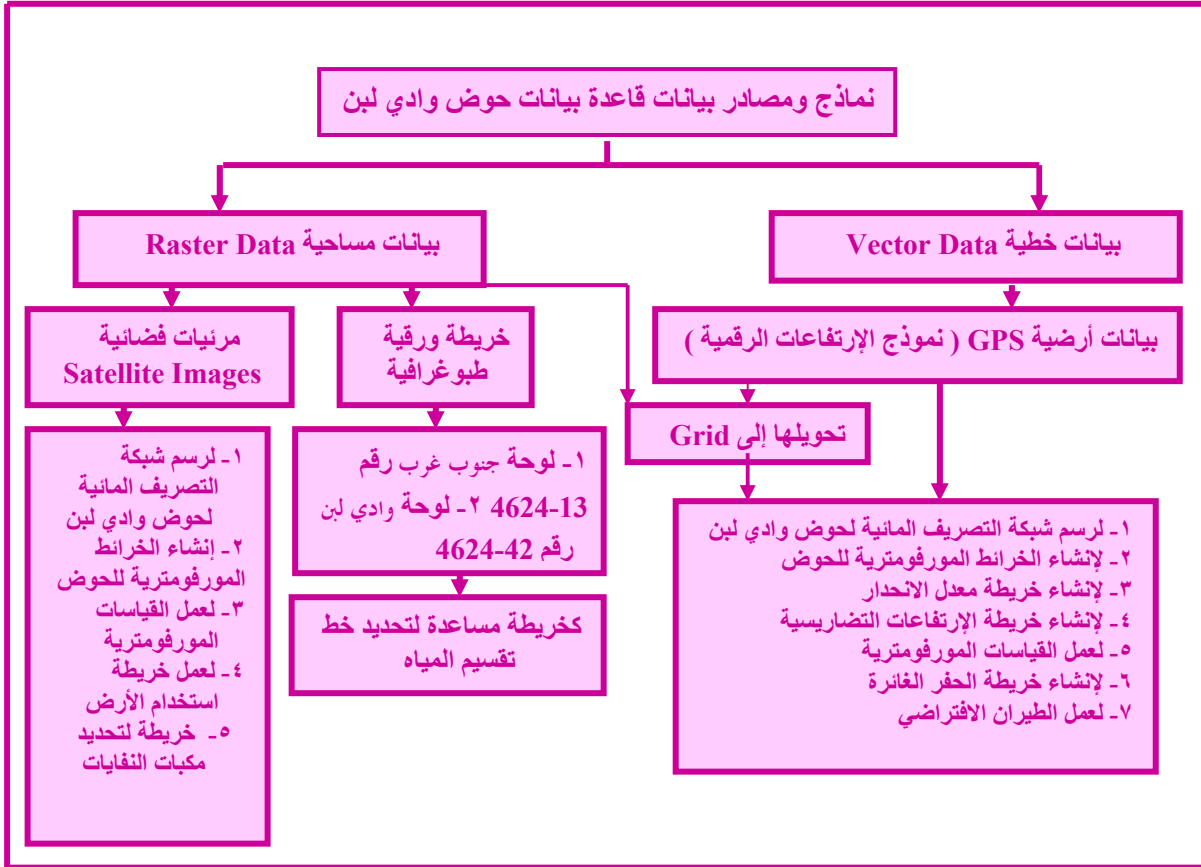 نماذج ومصادر بيانات قاعدة بيانات حوض وادي لبن
بيانات خطية Vector Data
بيانات مساحية Raster Data
بيانات أرضية GPS ( نموذج الإرتفاعات الرقمية )
خريطة ورقية
طبوغرافية
مرئيات فضائية
Satellite Images
تحويلها إلى Grid
١- لرسم شبكة التصريف المائية لحوض وادي لبن
٢- لإنشاء الخرائط المورفومترية للحوض
٣- لإنشاء خريطة معدل الانحدار
٤- لإنشاء خريطة الإرتفاعات التضاريسية
٥- لعمل القياسات المورفومترية
٦- لإنشاء خريطة الحفر الغائرة
٧- لعمل الطيران الافتراضي
١- لوحة جنوب غرب رقم
4624-13 ٢- لوحة وادي لبن
رقم 4624-42
كخريطة مساعدة لتحديد خط
تقسيم المياه
١- لرسم شبكة
التصريف المائية
لحوض وادي لبن
٢- إنشاء الخرائط
المورفومترية للحوض
٣- لعمل القياسات
المورفومترية
٤- لعمل خريطة
استخدام الأرض
٥- خريطة لتحديد
مكبات النفايات